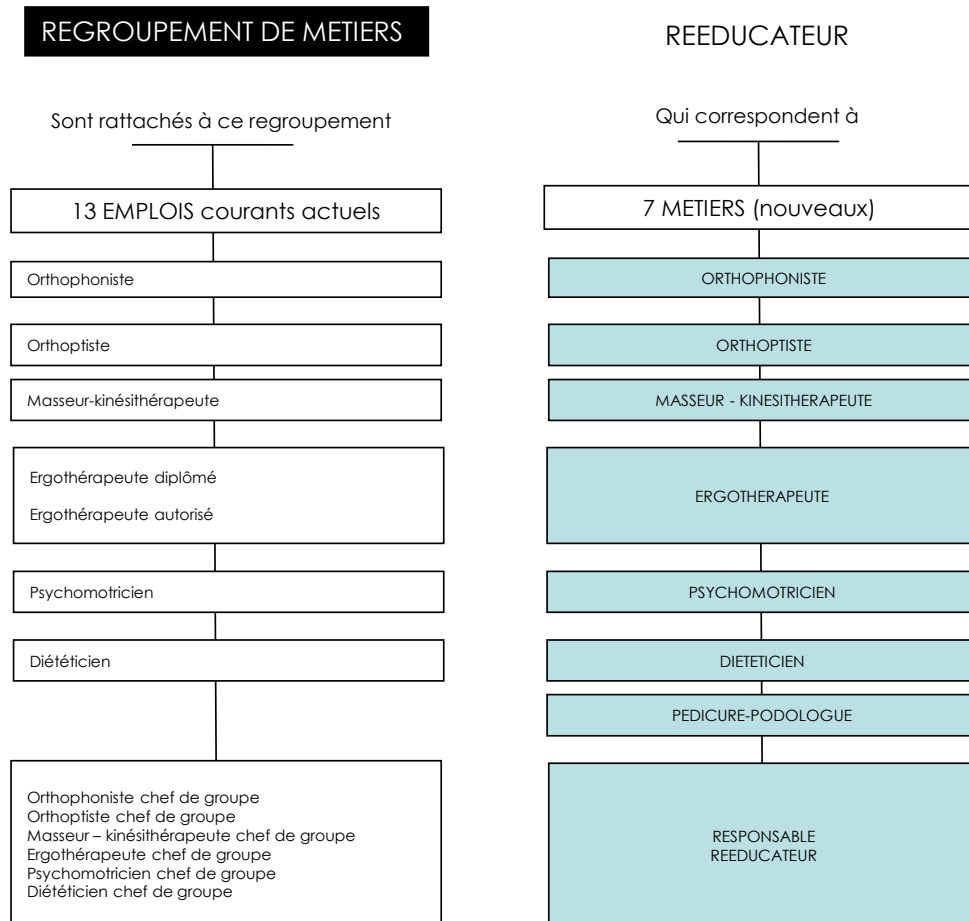 REGROUPEMENT DE METIERS
Sont rattachés à ce regroupement
13 EMPLOIS courants actuels
Orthophoniste
Orthoptiste
Masseur-kinésithérapeute
Ergothérapeute diplômé
Ergothérapeute autorisé
Psychomotricien
Diététicien
Orthophoniste chef de groupe
Orthoptiste chef de groupe
Masseur – kinésithérapeute chef de groupe
Ergothérapeute chef de groupe
Psychomotricien chef de groupe
Diététicien chef de groupe
REEDUCATEUR
Qui correspondent à
7 METIERS (nouveaux)
ORTHOPHONISTE
ORTHOPTISTE
MASSEUR - KINESITHERAPEUTE
ERGOTHERAPEUTE
PSYCHOMOTRICIEN
DIETETICIEN
PEDICURE-PODOLOGUE
RESPONSABLE
REEDUCATEUR